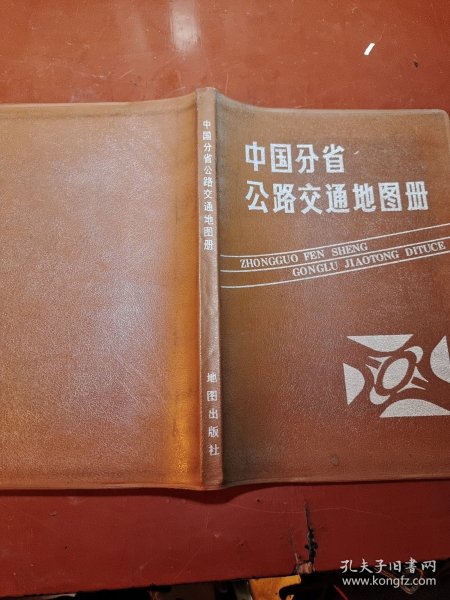 中国分省
公路交通地图册
ZHONGGUO FEN SHENG
GONGLU JIAOTONG DITUCE
中国分省公路交通地图册
地图出版社
孔夫子旧书网
www.kongfz.com